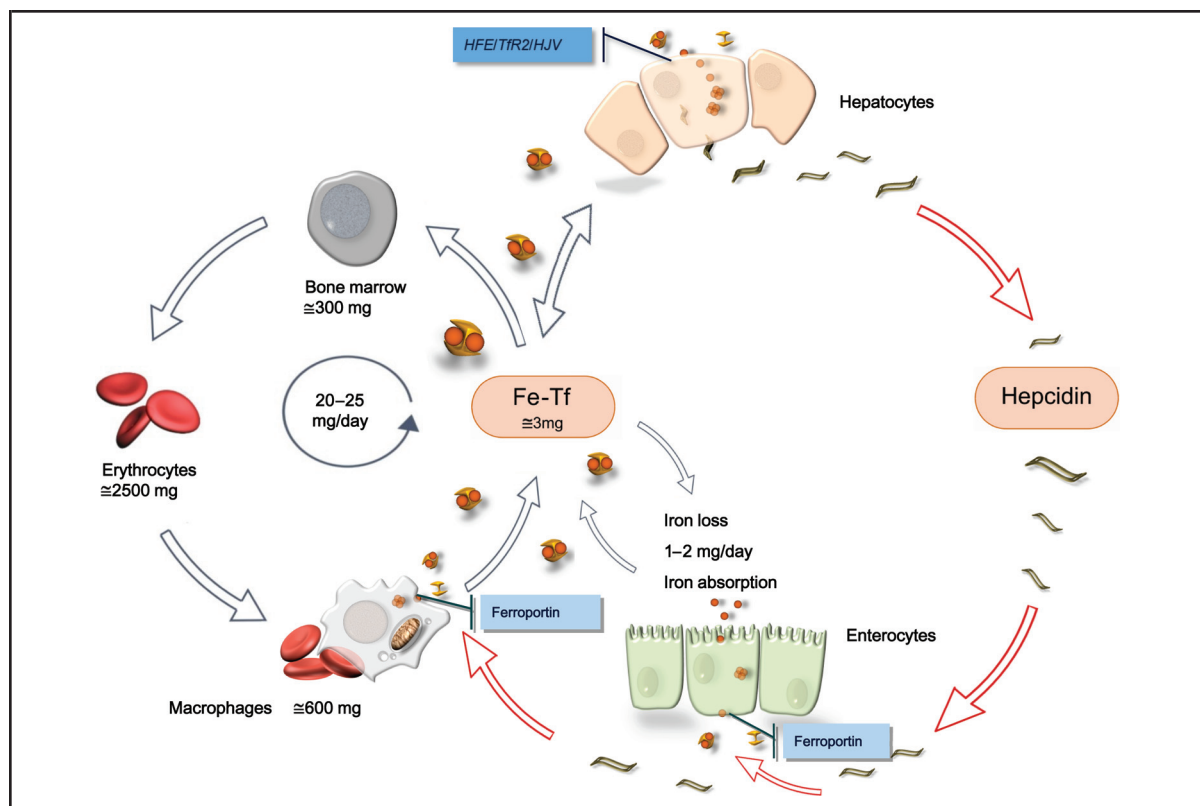 HFE/TfR2/HJV
Hepatocytes
Bone marrow
≅300 mg
20–25
mg/day
Fe-Tf
≅3mg
Hepcidin
Erythrocytes
≅2500 mg
Iron loss
1–2 mg/day
Iron absorption
Ferroportin
Enterocytes
Macrophages ≅600 mg
Ferroportin